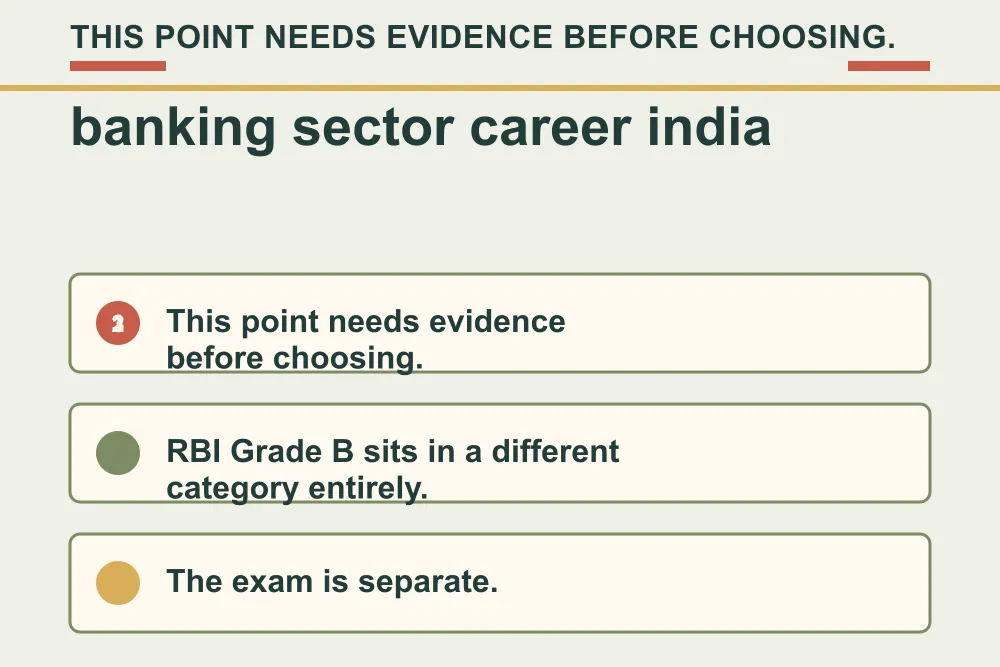 THIS POINT NEEDS EVIDENCE BEFORE CHOOSING.
banking sector career india
This point needs evidence
before choosing.
RBI Grade B sits in a different
category entirely.
The exam is separate.